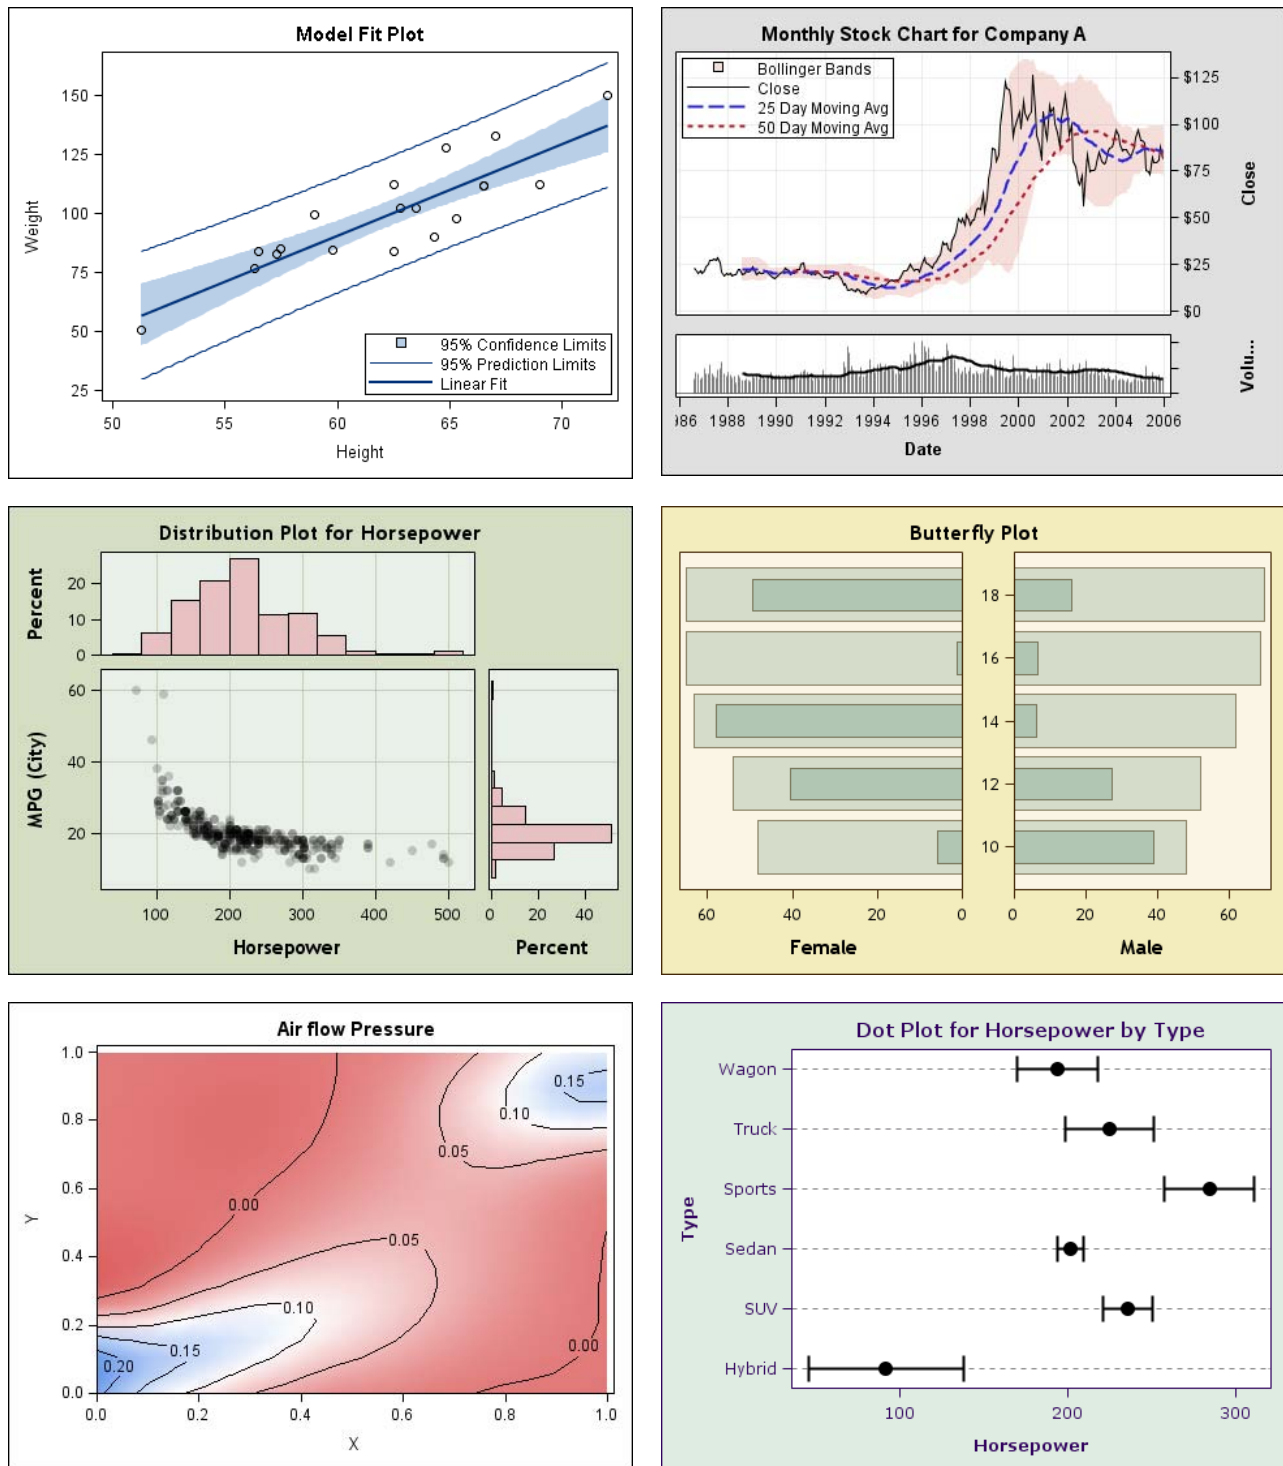 Model Fit Plot
150
125
100
75
50
25
Weight
95% Confidence Limits
95% Prediction Limits
Linear Fit
50 55 60 65 70
Height
Monthly Stock Chart for Company A
Bollinger Bands
Close
25 Day Moving Avg
50 Day Moving Avg
$125
$100
$75
$50
$25
$0
Close
Volu...
986 1988 1990 1992 1994 1996 1998 2000 2002 2004 2006
Date
Distribution Plot for Horsepower
Percent
20
10
0
MPG (City)
60
40
20
100 200 300 400 500
Horsepower
0 20 40
Percent
Butterfly Plot
18
16
14
12
10
60 40 20 0
Female
0 20 40 60
Male
Air flow Pressure
1.0
0.8
0.6
0.4
0.2
0.0
Y
0.15
0.10
0.05
0.00
0.05
0.10
0.15
0.20
0.00
0.0 0.2 0.4 0.6 0.8 1.0
X
Dot Plot for Horsepower by Type
Type
Wagon
Truck
Sports
Sedan
SUV
Hybrid
100 200 300
Horsepower